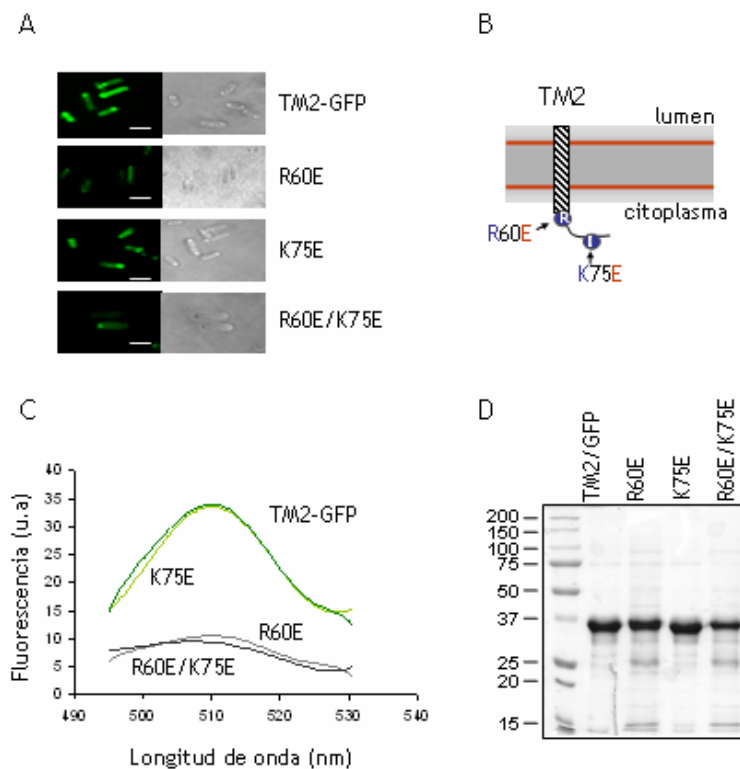 A
TM2-GFP
R60E
K75E
R60E/K75E
B
TM2
lumen
citoplasma
R
R60E
K75E
C
Fluorescencia (u.a)
40
35
30
25
20
15
10
5
0
TM2-GFP
K75E
R60E
R60E/K75E
490
500
510
520
530
540
Longitud de onda (nm)
D
TM2/GFP
R60E
K75E
R60E/K75E
200
150
100
75
50
37
25
20
15